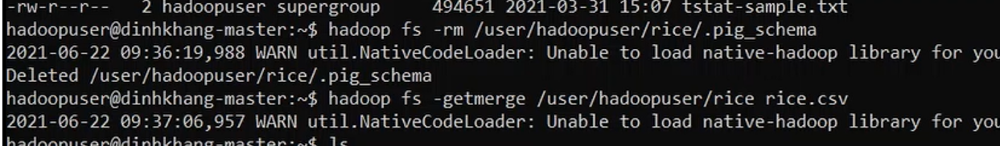 -rw-r--r-- 2 hadoopuser supergroup 494651 2021-03-31 15:07 tstat-sample.txt
hadoopuser@dinhkhang-master:~$ hadoop fs -rm /user/hadoopuser/rice/.pig_schema
2021-06-22 09:36:19,988 WARN util.NativeCodeLoader: Unable to load native-hadoop library for you
Deleted /user/hadoopuser/rice/.pig_schema
hadoopuser@dinhkhang-master:~$ hadoop fs -getmerge /user/hadoopuser/rice rice.csv
2021-06-22 09:37:06,957 WARN util.NativeCodeLoader: Unable to load native-hadoop library for you
hadoopuser@dinhkhang-master:~$ ls